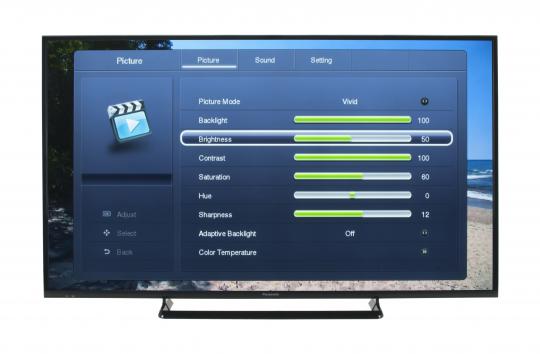 Picture
Picture Sound Setting
Picture Mode Vivid
Backlight 100
Brightness 50
Contrast 100
Saturation 60
Hue 0
Sharpness 12
Adaptive Backlight Off
Color Temperature
Adjust
Select
Back
Panasonic